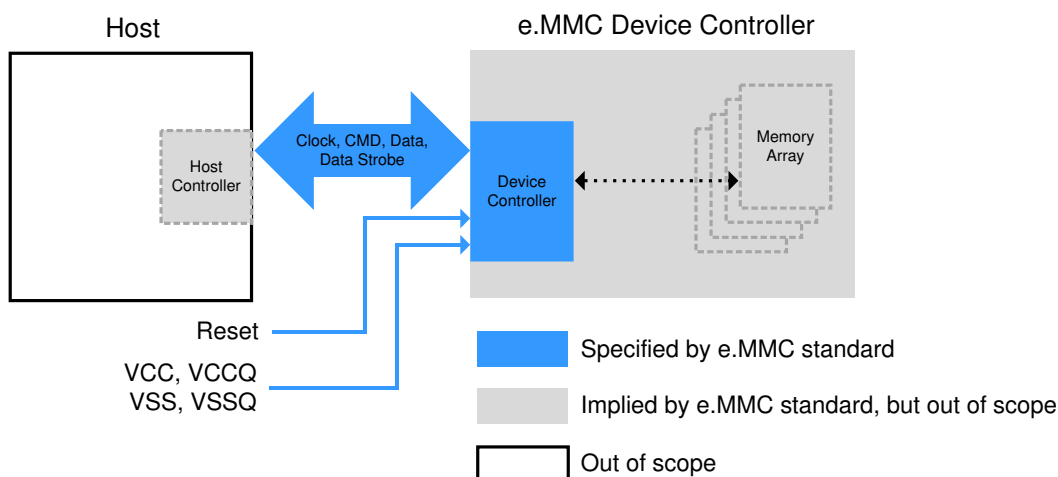 Host
e.MMC Device Controller
Clock, CMD, Data,
Data Strobe
Host
Controller
Device
Controller
Memory
Array
Reset
VCC, VCCQ
VSS, VSSQ
Specified by e.MMC standard
Implied by e.MMC standard, but out of scope
Out of scope